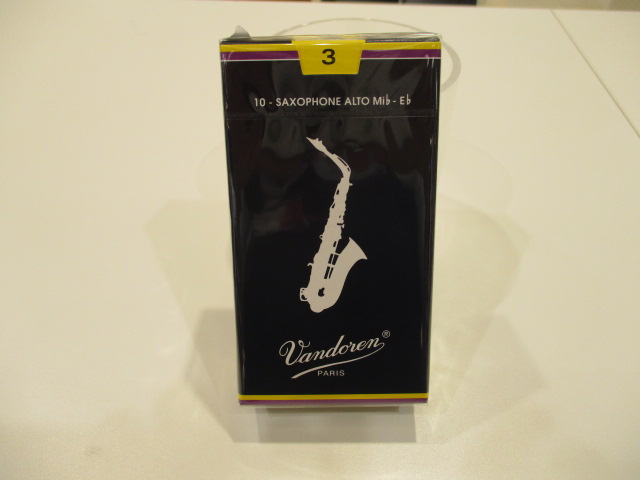 3
10 - SAXOPHONE ALTO Mi♭ - E♭
Vandoren®
PARIS